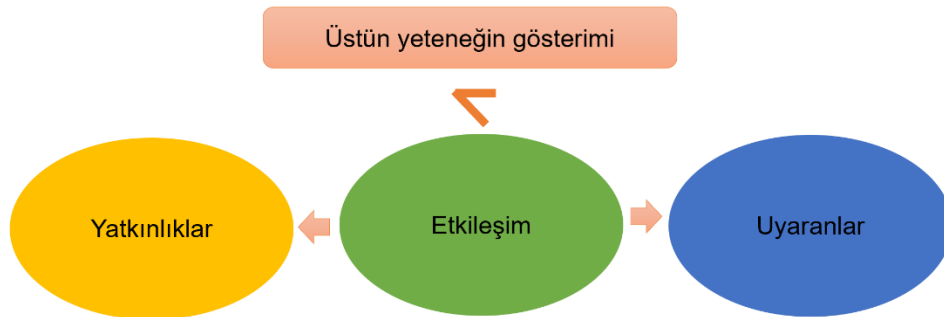 Üstün yeteneğin gösterimi
Yatkınlıklar
Etkileşim
Uyaranlar